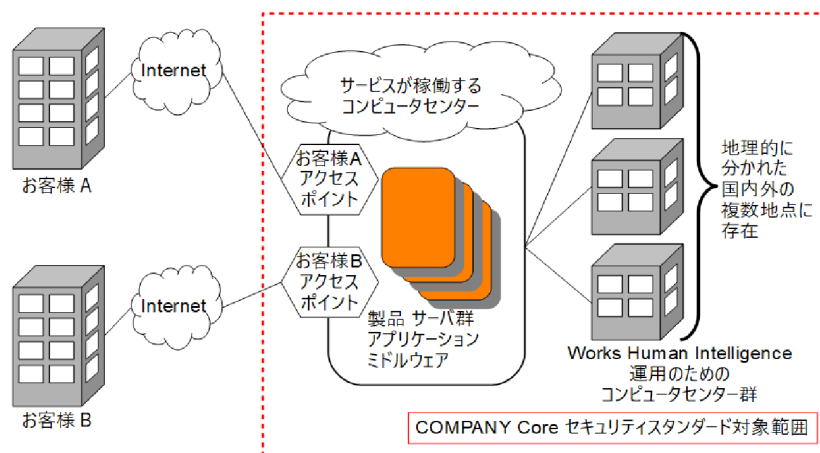 Internet
お客様 A
Internet
お客様 B
サービスが稼働する
コンピュータセンター
お客様A
アクセス
ポイント
お客様B
アクセス
ポイント
製品 サーバ群
アプリケーション
ミドルウェア
地理的に
分かれた
国内外の
複数地点に
存在
Works Human Intelligence
運用のための
コンピュータセンター群
COMPANY Core セキュリティスタンダード対象範囲